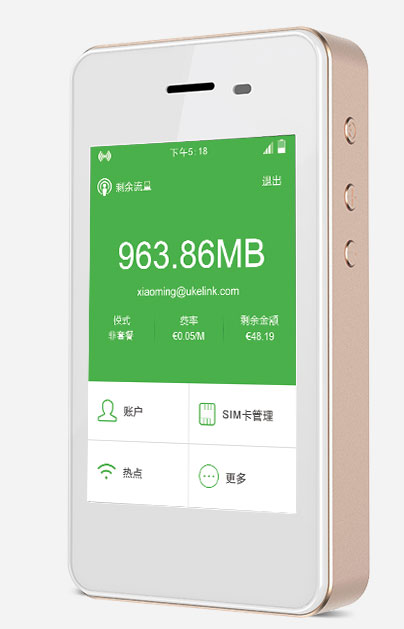 下午5:18
剩余流量
退出
963.86MB
xiaoming@ukelink.com
模式 费率 剩余金额
非套餐 €0.05/M €48.19
账户
SIM卡管理
热点
更多